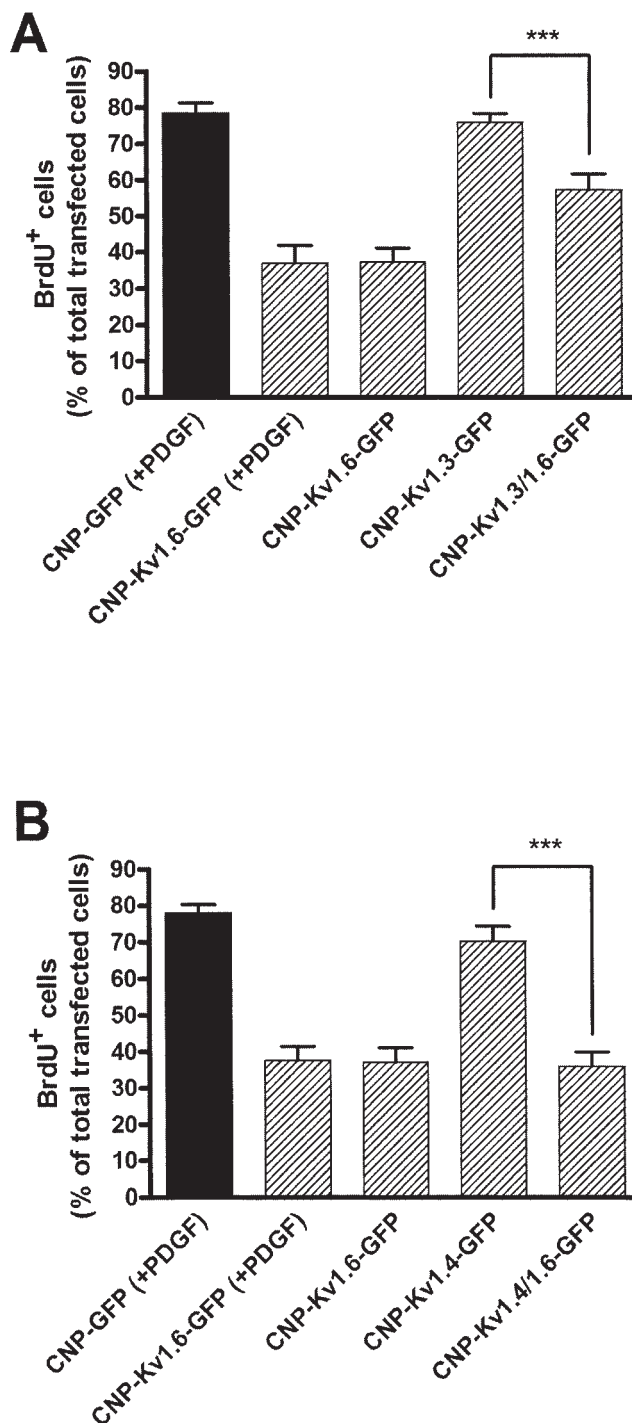 A
***
BrdU+ cells
(% of total transfected cells)
90
80
70
60
50
40
30
20
10
0
CNP-GFP (+PDGF)
CNP-Kv1.6-GFP (+PDGF)
CNP-Kv1.6-GFP
CNP-Kv1.3-GFP
CNP-Kv1.3/1.6-GFP
B
***
BrdU+ cells
(% of total transfected cells)
90
80
70
60
50
40
30
20
10
0
CNP-GFP (+PDGF)
CNP-Kv1.6-GFP (+PDGF)
CNP-Kv1.6-GFP
CNP-Kv1.4-GFP
CNP-Kv1.4/1.6-GFP